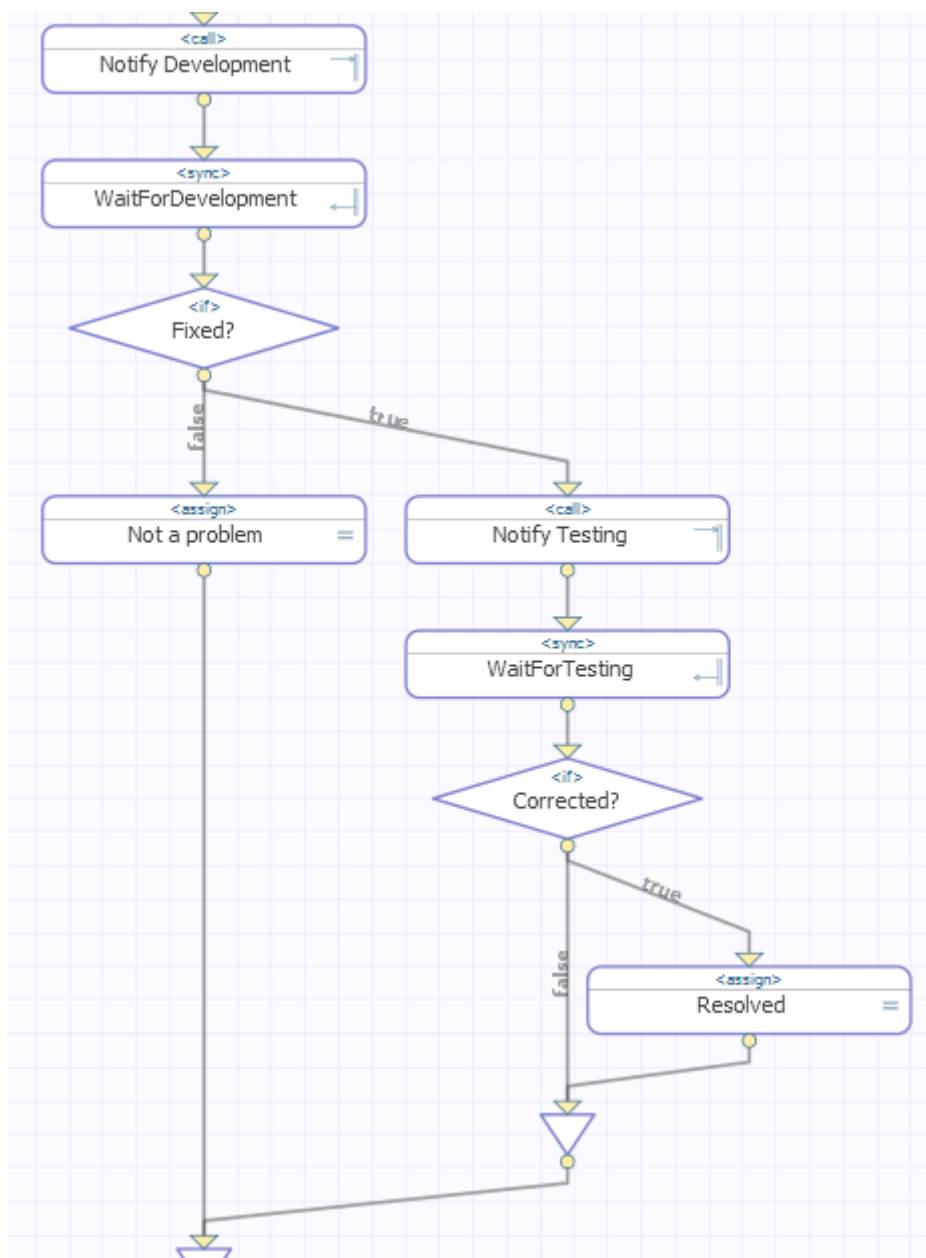 <call>
Notify Development
<sync>
WaitForDevelopment
<if>
Fixed?
false
true
<assign>
Not a problem
=
<call>
Notify Testing
<sync>
WaitForTesting
<if>
Corrected?
true
false
<assign>
Resolved
=